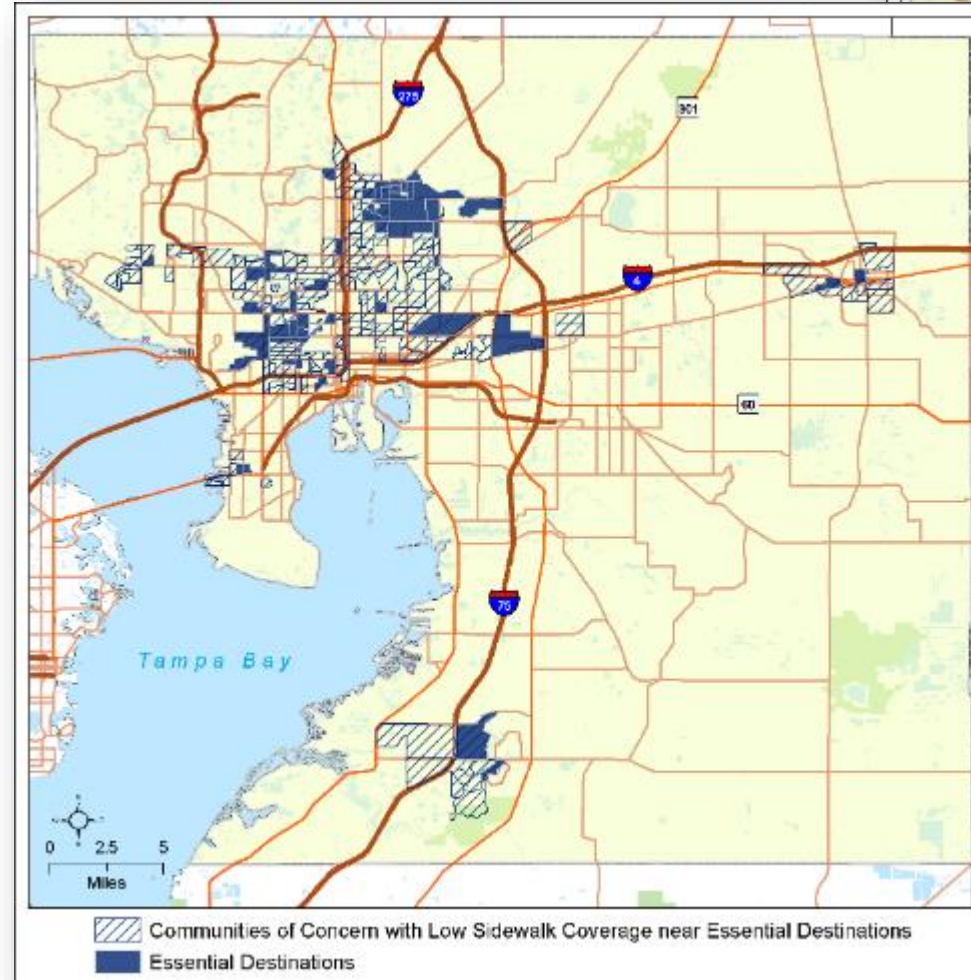 275
301
4
60
75
Tampa Bay
0 2.5 5
Miles
Communities of Concern with Low Sidewalk Coverage near Essential Destinations
Essential Destinations